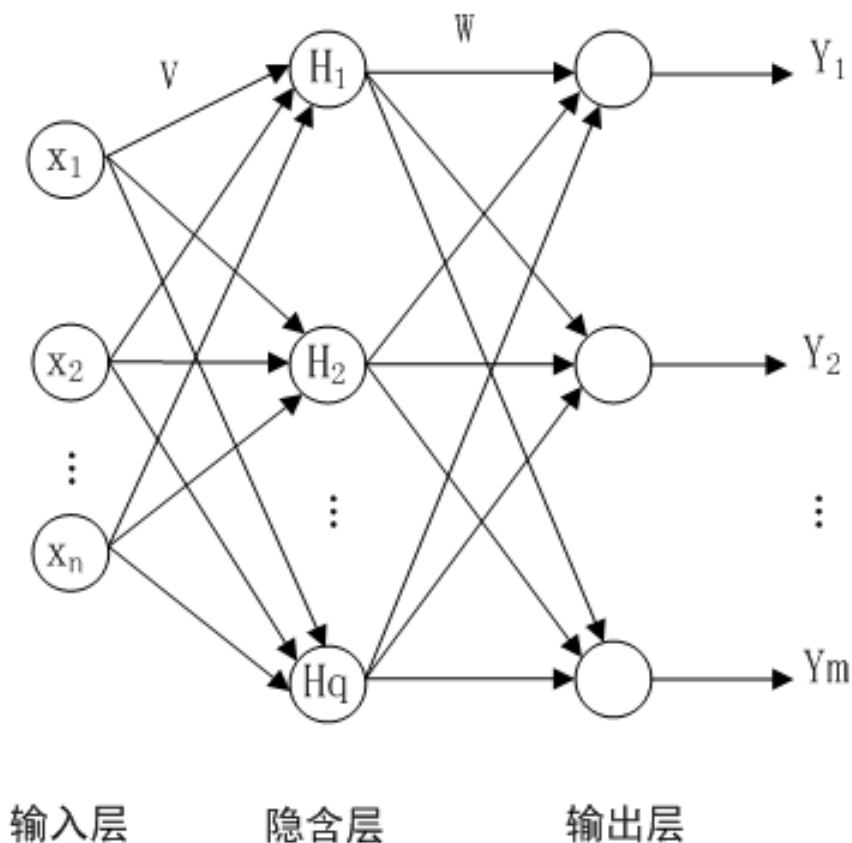 V
W
H₁
Y₁
x₁
x₂
H₂
Y₂
⋮
⋮
⋮
xₙ
Hq
Ym
输入层 隐含层 输出层